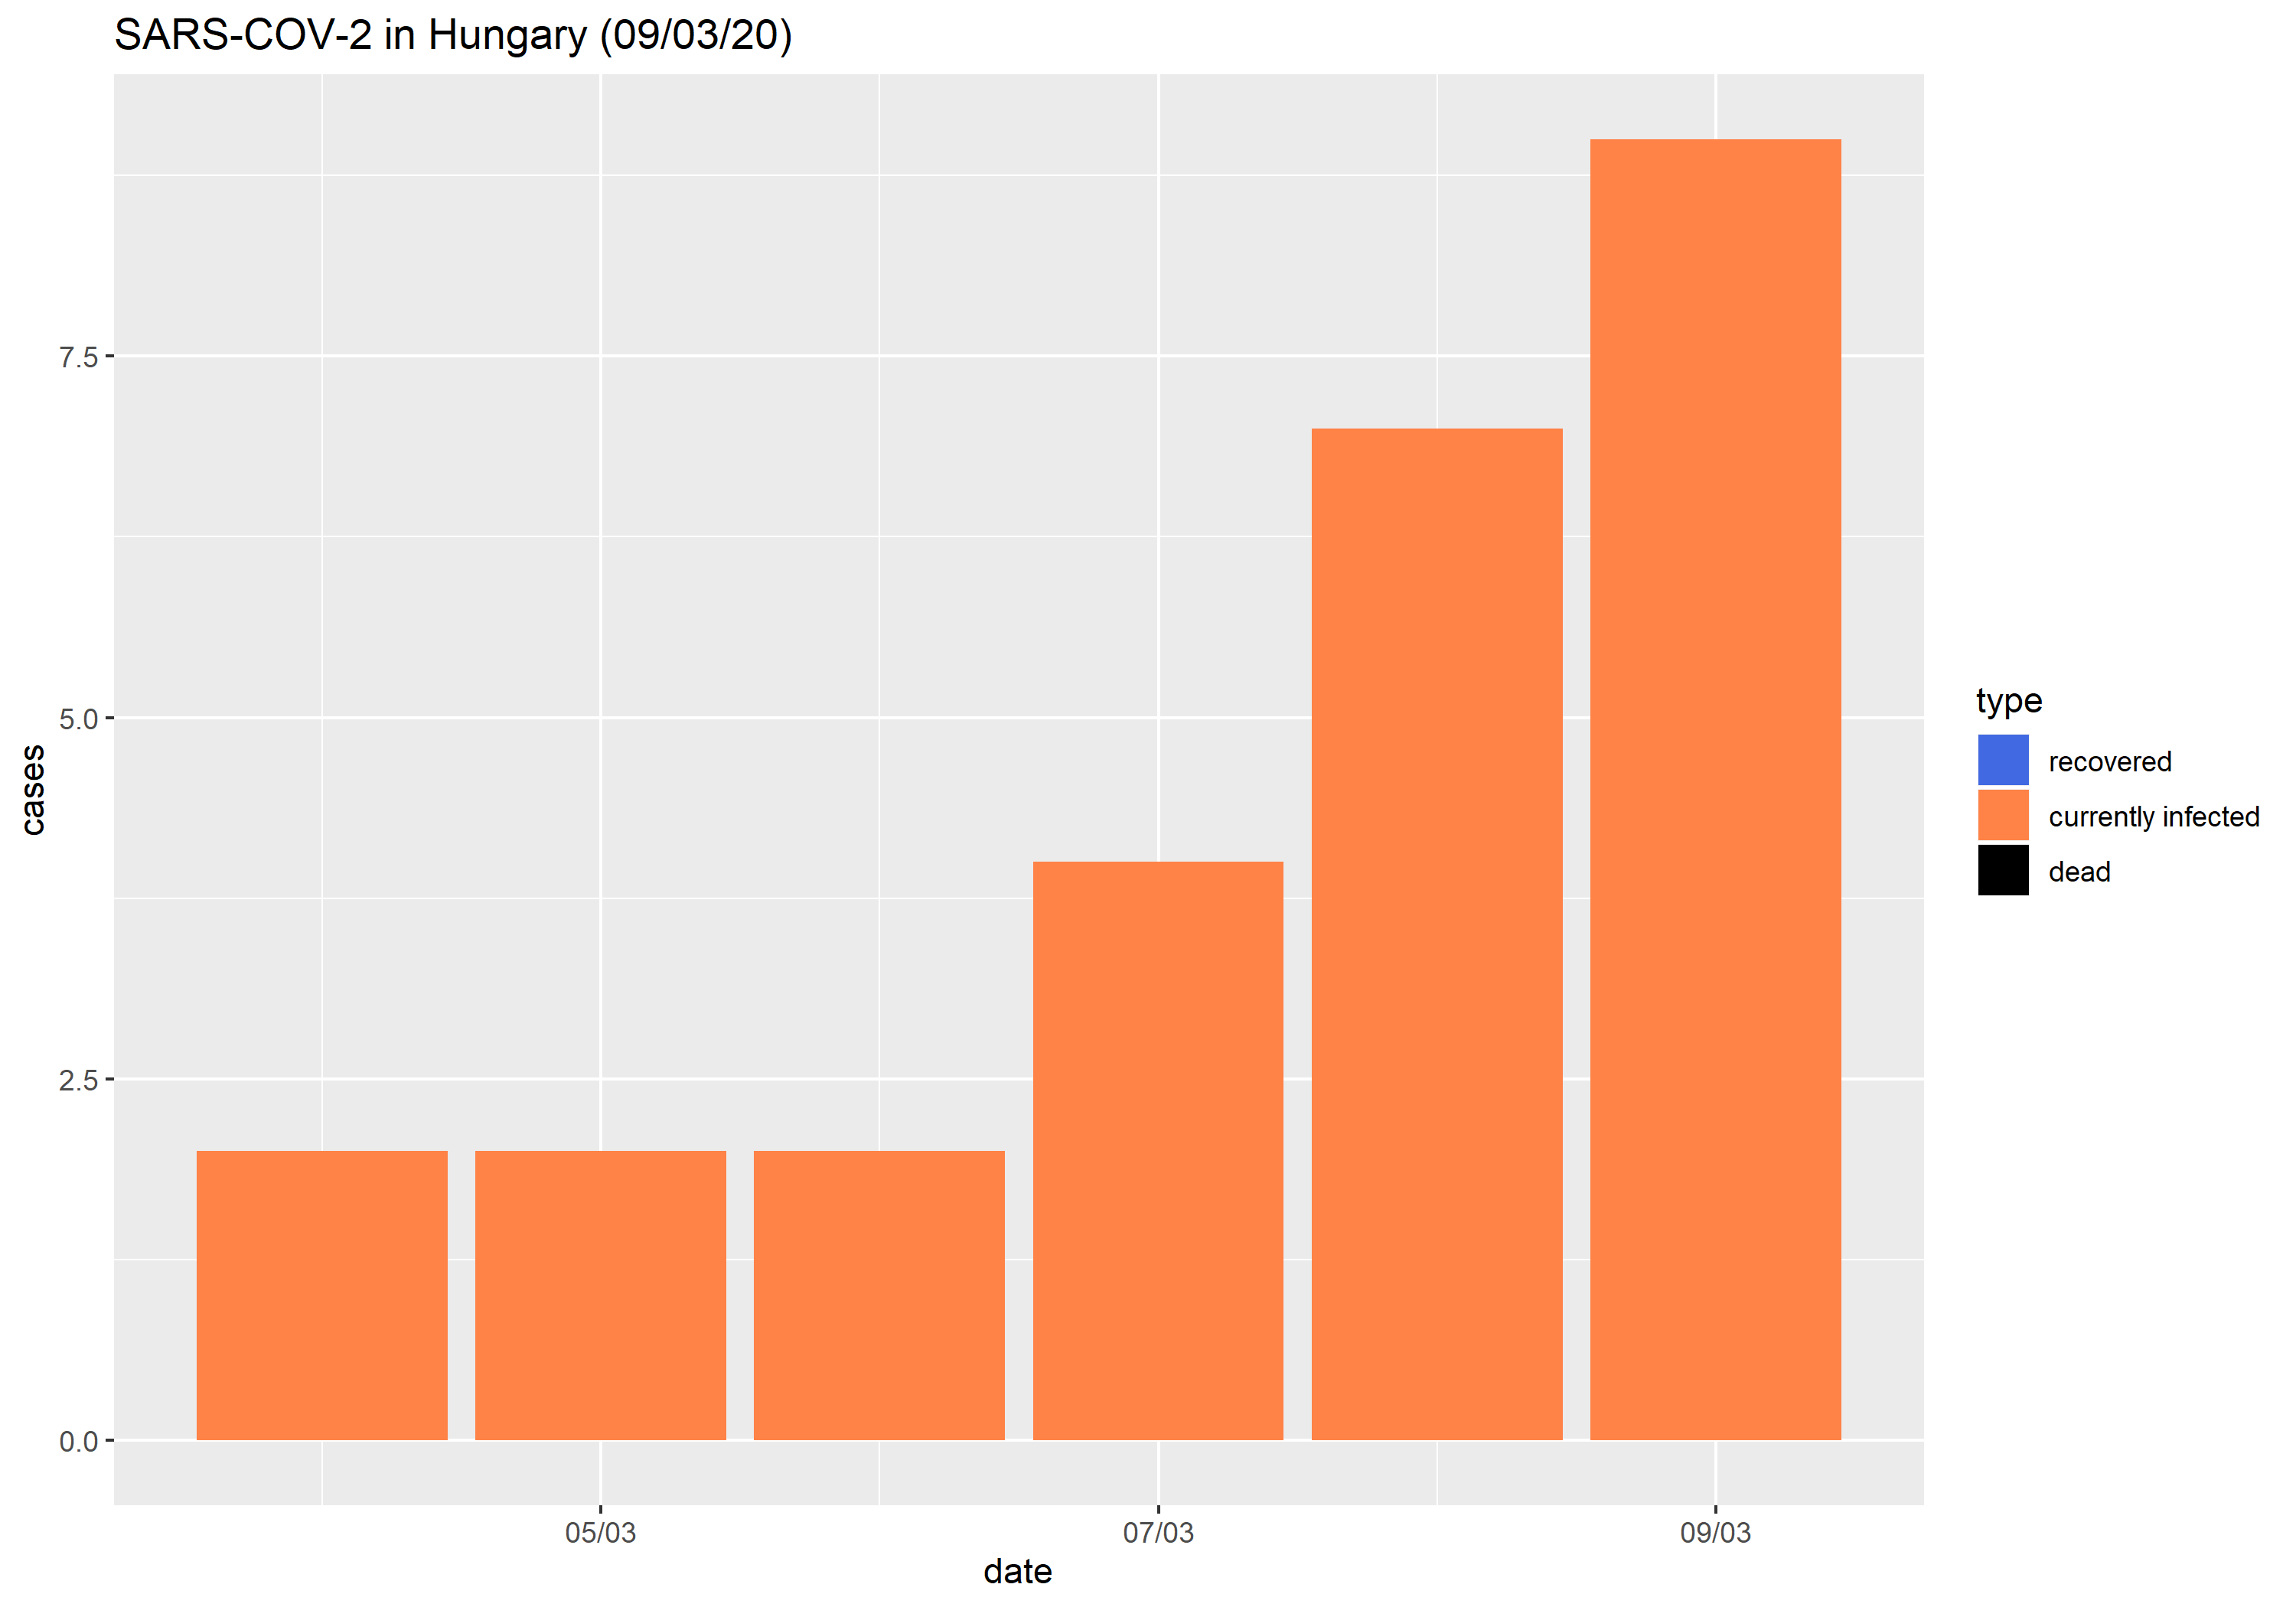 SARS-COV-2 in Hungary (09/03/20)
7.5
5.0
2.5
0.0
cases
05/03
07/03
09/03
date
type
recovered
currently infected
dead